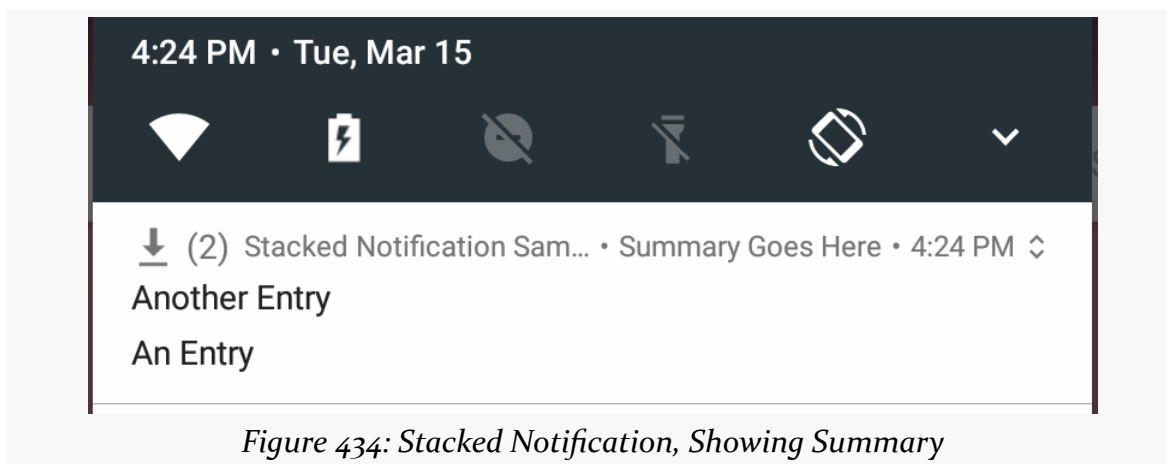 4:24 PM • Tue, Mar 15
(2) Stacked Notification Sam... • Summary Goes Here • 4:24 PM
Another Entry
An Entry
Figure 434: Stacked Notification, Showing Summary